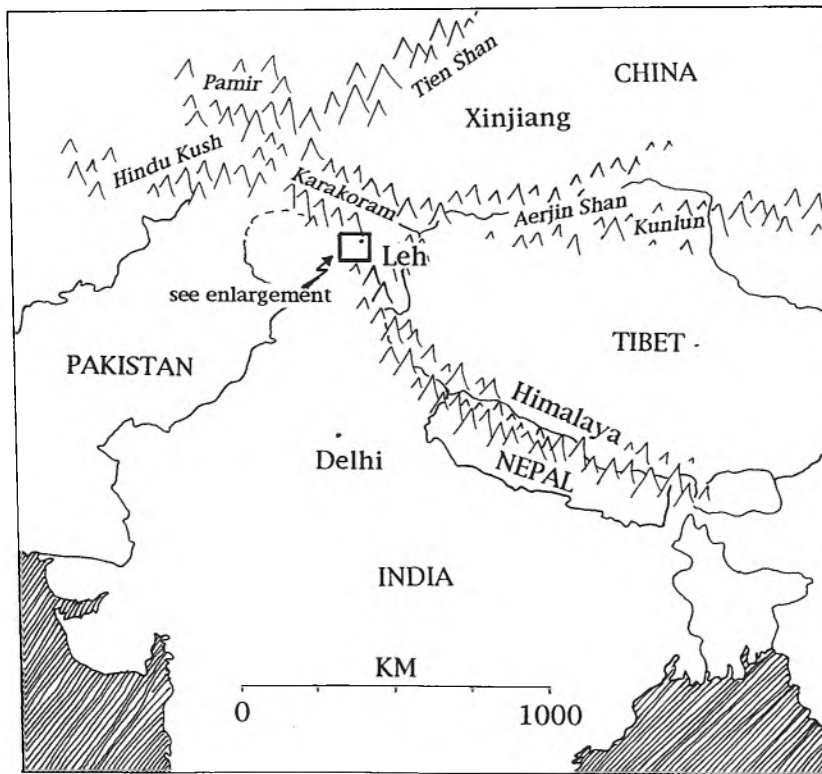 Pamir
Tien Shan
CHINA
Xinjiang
Hindu Kush
Karakoram
Aerjin Shan
Kunlun
Leh
see enlargement
PAKISTAN
TIBET
Himalaya
Delhi
NEPAL
INDIA
KM
0 1000